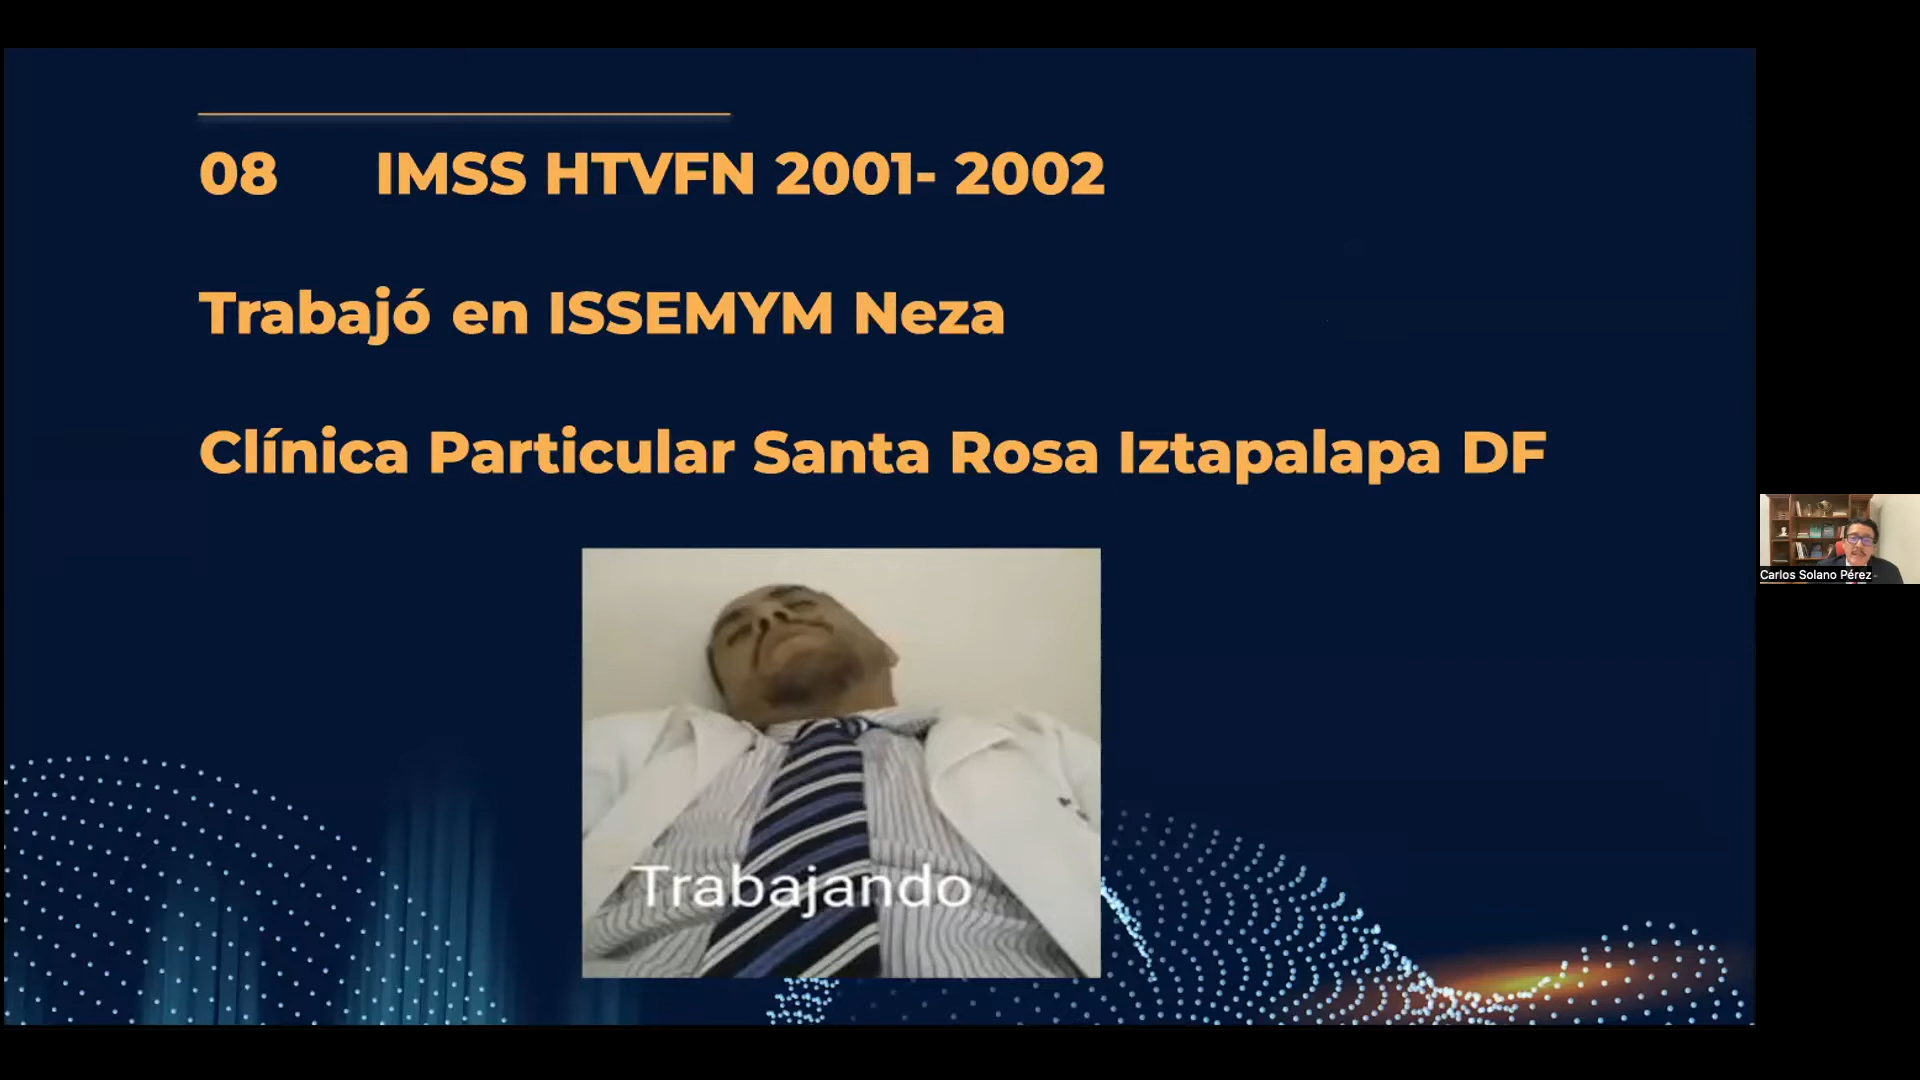 08 IMSS HTVFN 2001- 2002
Trabajó en ISSEMYM Neza
Clínica Particular Santa Rosa Iztapalapa DF
Trabajando
Carlos Solano Pérez